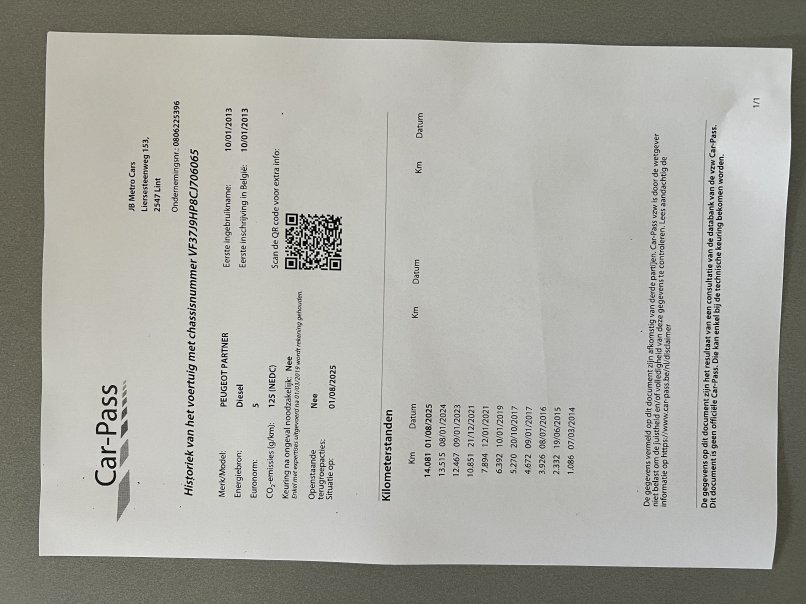 Car-Pass
JB Metro Cars
Liersesteenweg 153,
2547 Lint
Ondernemingsnr.: 0806225396
Historiek van het voertuig met chassisnummer VF37J9HP8CJ706065
Merk/Model: PEUGEOT PARTNER
Energiebron: Diesel
Euronorm: 5
CO₂-emissies (g/km): 125 (NEDC)
Keuring na ongeval noodzakelijk: Nee
Enkel met expertises uitgevoerd na 01/03/2019 wordt rekening gehouden.
Openstaande Nee
terugroepacties:
Situatie op: 01/08/2025
Eerste ingebruikname: 10/01/2013
Eerste inschrijving in België: 10/01/2013
Scan de QR code voor extra info:
Kilometerstanden
Km Datum Km Datum Km Datum
14.081 01/08/2025
13.515 08/01/2024
12.467 09/01/2023
10.851 21/12/2021
7.894 12/01/2021
6.392 10/01/2019
5.270 20/10/2017
4.672 09/01/2017
3.926 08/07/2016
2.332 19/06/2015
1.086 07/03/2014
De gegevens vermeld op dit document zijn afkomstig van derde partijen. Car-Pass vzw is door de wetgever
niet belast om de juistheid en/of volledigheid van deze gegevens te controleren. Lees aandachtig de
informatie op https://www.car-pass.be/nl/disclaimer
De gegevens op dit document zijn het resultaat van een consultatie van de databank van de vzw Car-Pass.
Dit document is geen officiële Car-Pass. Die kan enkel bij de technische keuring bekomen worden.
1/1